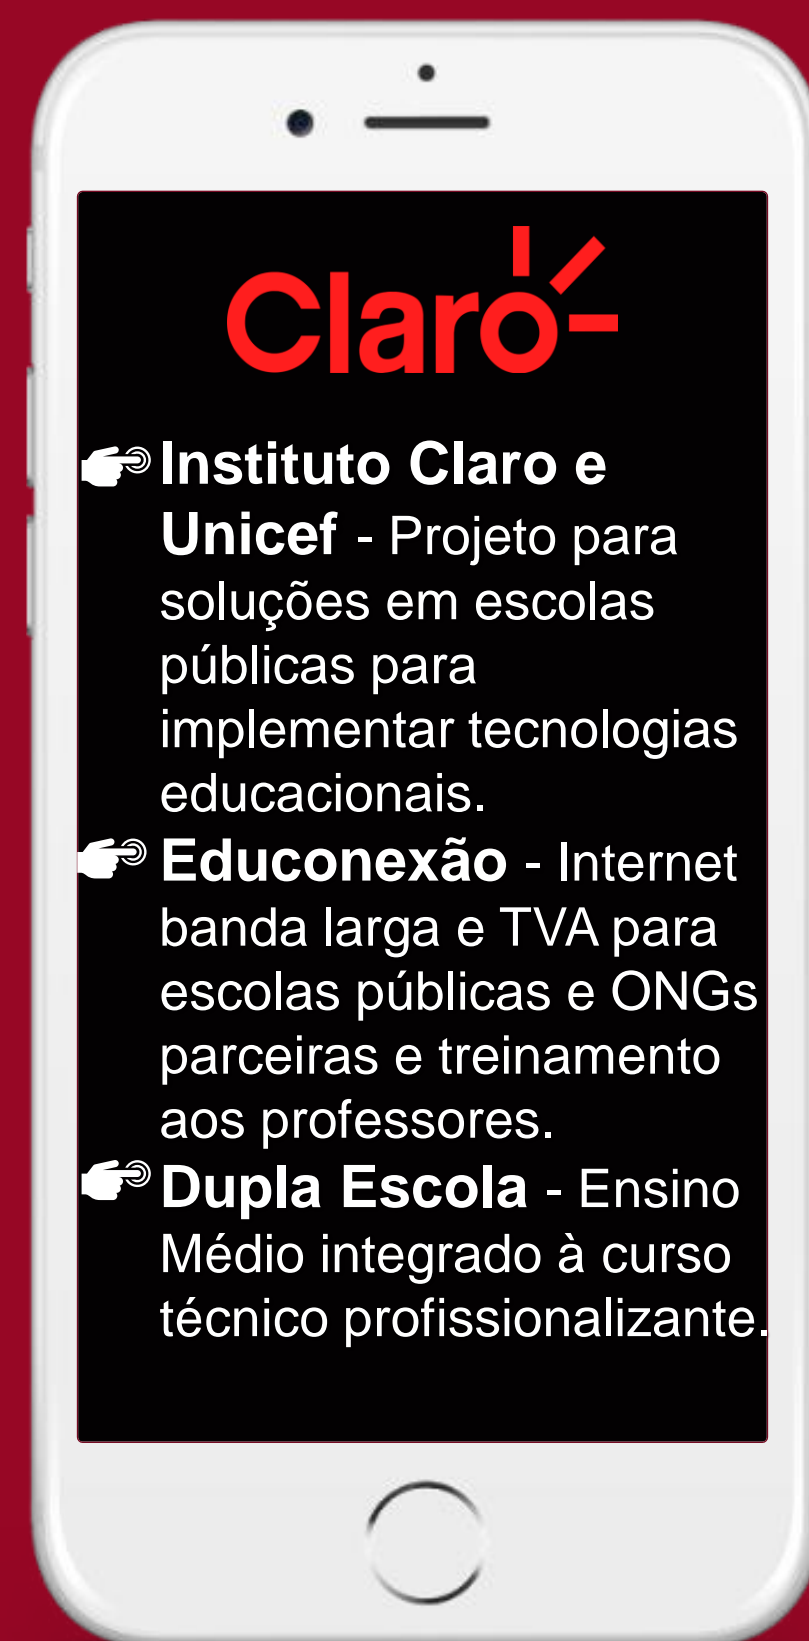 Claro
Instituto Claro e
Unicef - Projeto para
soluções em escolas
públicas para
implementar tecnologias
educacionais.
Educonexão - Internet
banda larga e TVA para
escolas públicas e ONGs
parceiras e treinamento
aos professores.
Dupla Escola - Ensino
Médio integrado à curso
técnico profissionalizante.